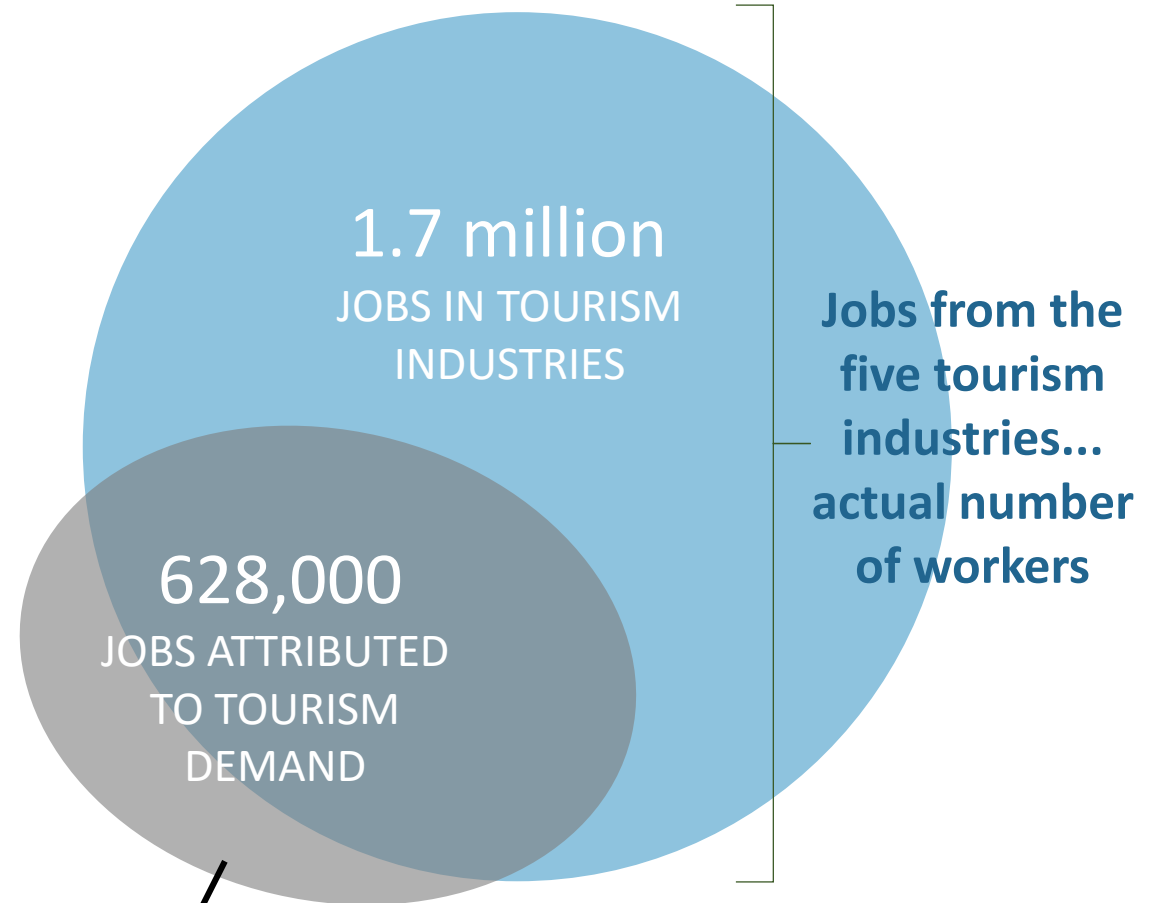 1.7 million
JOBS IN TOURISM
INDUSTRIES
Jobs from the
five tourism
industries...
actual number
of workers
628,000
JOBS ATTRIBUTED
TO TOURISM
DEMAND